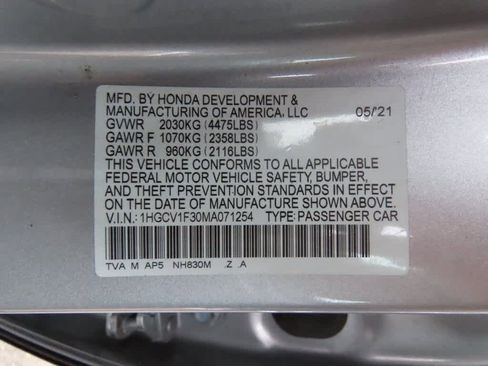 MFD. BY HONDA DEVELOPMENT &
MANUFACTURING OF AMERICA, LLC 05/21
GVWR 2030KG (4475LBS)
GAWR F 1070KG (2358LBS)
GAWR R 960KG (2116LBS)
THIS VEHICLE CONFORMS TO ALL APPLICABLE
FEDERAL MOTOR VEHICLE SAFETY, BUMPER,
AND THEFT PREVENTION STANDARDS IN EFFECT
ON THE DATE OF MANUFACTURE SHOWN ABOVE.
V.I.N.: 1HGCV1F30MA071254 TYPE: PASSENGER CAR
TVA M AP5 NH830M .Z .A